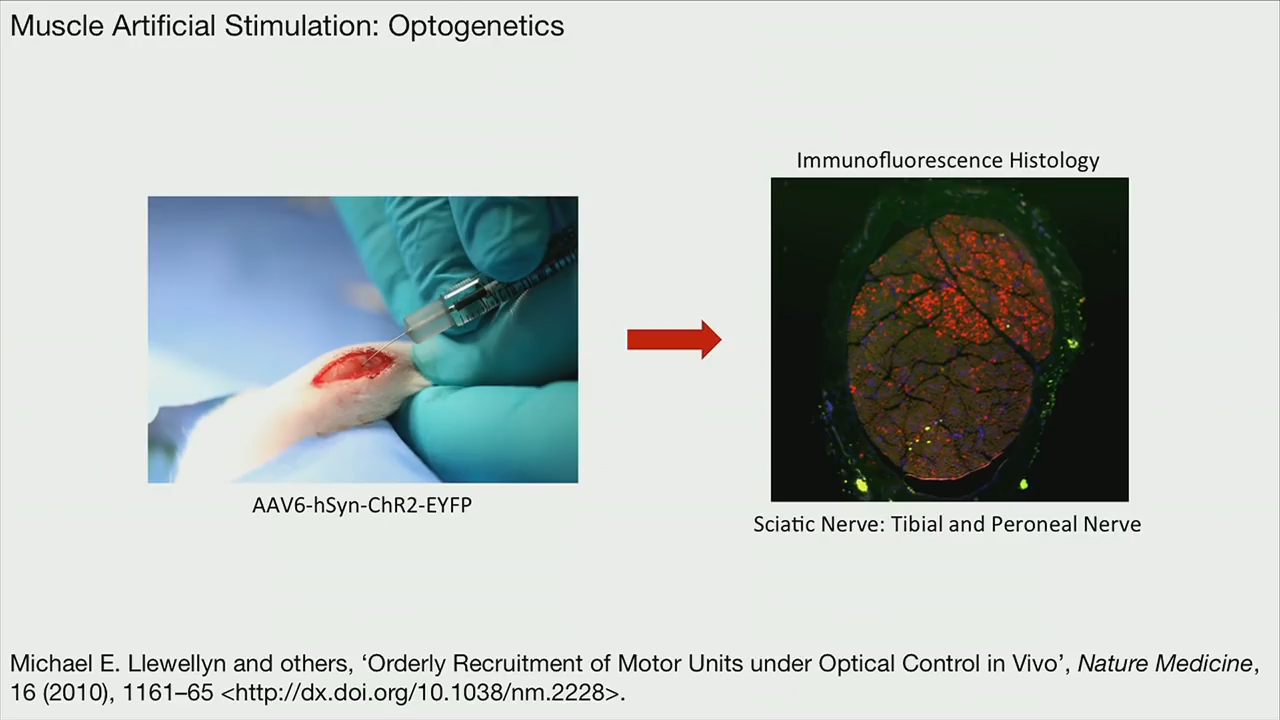 Muscle Artificial Stimulation: Optogenetics
Immunofluorescence Histology
AAV6-hSyn-ChR2-EYFP
Sciatic Nerve: Tibial and Peroneal Nerve
Michael E. Llewellyn and others, ‘Orderly Recruitment of Motor Units under Optical Control in Vivo’, Nature Medicine,
16 (2010), 1161–65 <http://dx.doi.org/10.1038/nm.2228>.